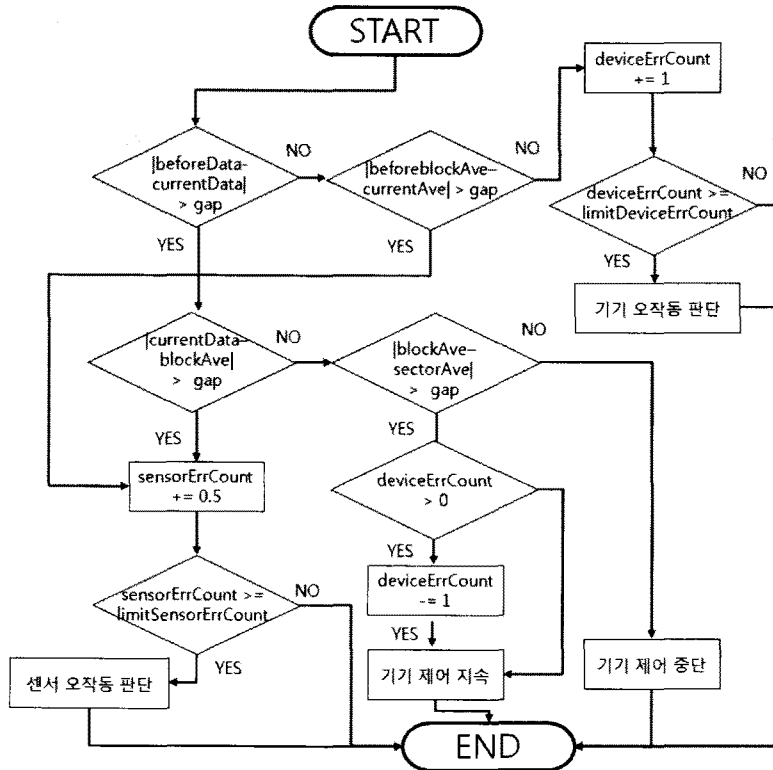 START
deviceErrCount
+= 1
|beforeData-
currentData|
> gap
NO
|beforeblockAve-
currentAve| > gap
NO
deviceErrCount >=
limitDeviceErrCount
NO
YES
YES
YES
기기 오작동 판단
|currentData-
blockAve|
> gap
NO
|blockAve-
sectorAve|
> gap
NO
YES
YES
sensorErrCount
+= 0.5
deviceErrCount
> 0
YES
deviceErrCount
-= 1
sensorErrCount >=
limitSensorErrCount
NO
YES
YES
센서 오작동 판단
기기 제어 지속
기기 제어 중단
END